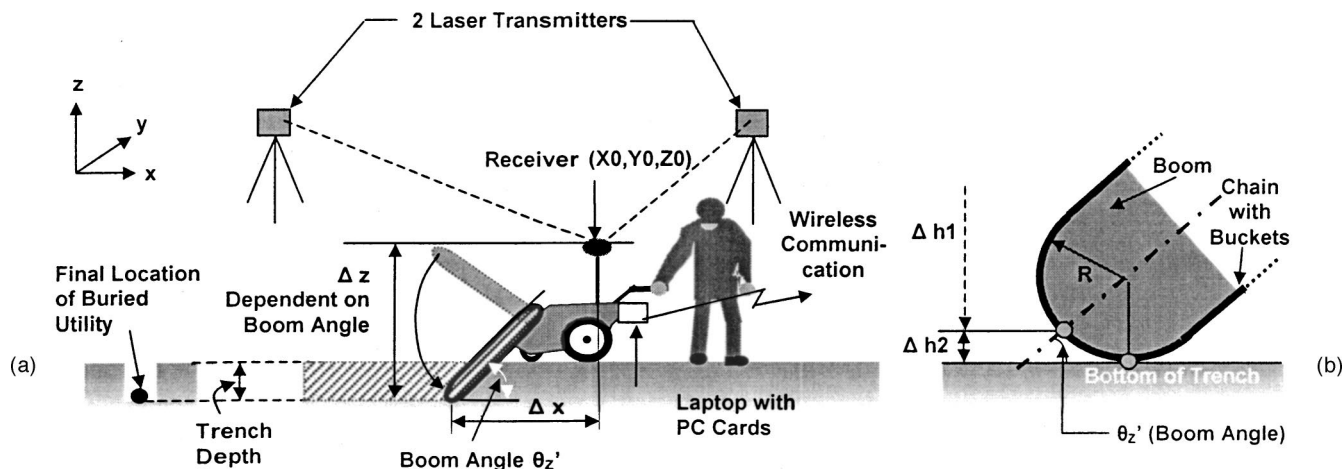 2 Laser Transmitters
z
y
x
Receiver (X0,Y0,Z0)
Wireless
Communi-
cation
Δ z
Dependent on
Boom Angle
Final Location
of Buried
Utility
(a)
Trench
Depth
Δ x
Boom Angle θz'
Laptop with
PC Cards
Boom
Chain
with
Buckets
Δ h1
R
Δ h2
Bottom of Trench
(b)
θz' (Boom Angle)